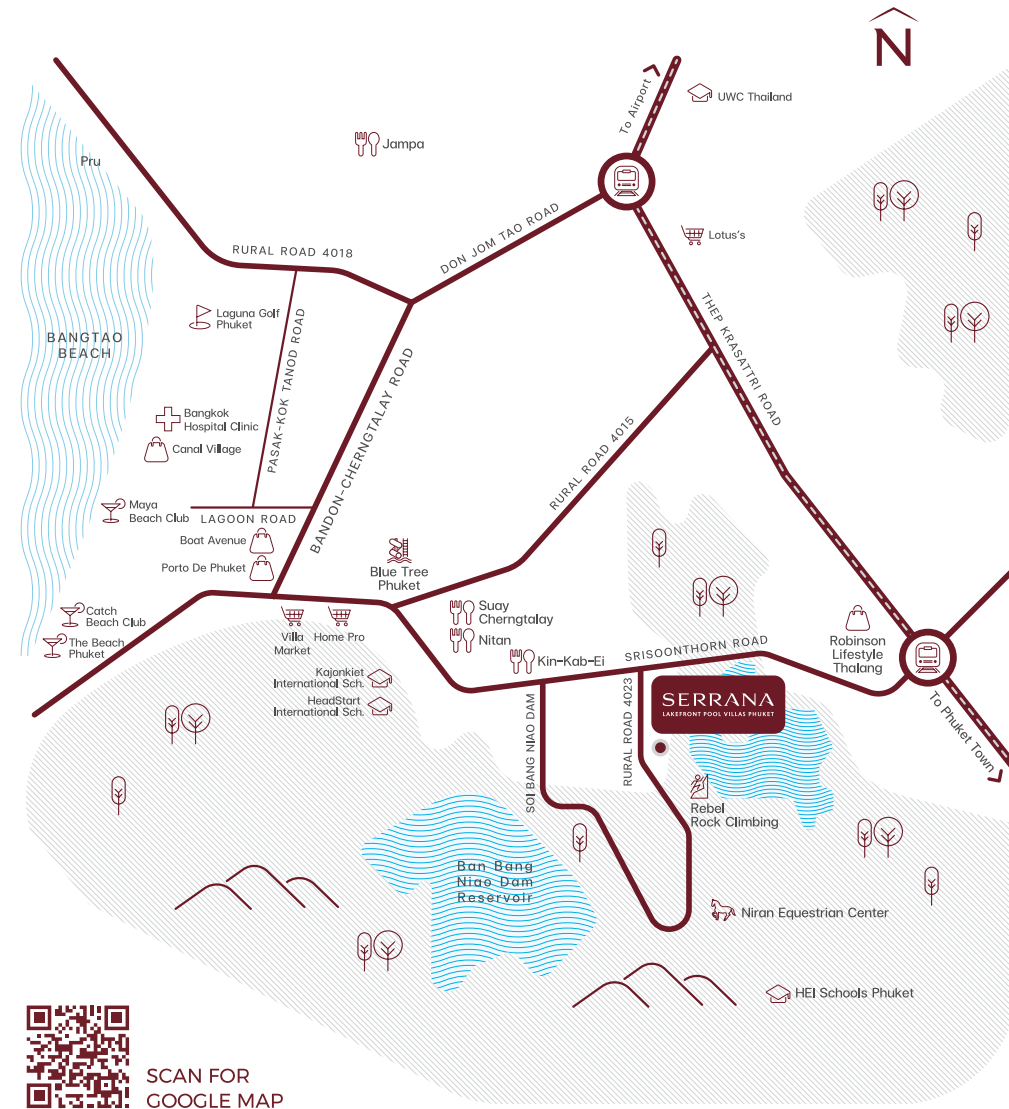 N
To Airport
UWC Thailand
Jampa
Pru
Lotus's
RURAL ROAD 4018
DON JOM TAO ROAD
Laguna Golf
Phuket
BANGTAO
BEACH
PASAK-KOK TANOD ROAD
BANDON-CHERNGTALAY ROAD
THEP KRASATTRI ROAD
RURAL ROAD 4015
Bangkok
Hospital Clinic
Canal Village
Maya
Beach Club
LAGOON ROAD
Boat Avenue
Porto De Phuket
Blue Tree
Phuket
Catch
Beach Club
The Beach
Phuket
Villa
Market
Home Pro
Suay
Cherngtalay
Nitan
Kin-Kab-Ei
SRISOONTHORN ROAD
Robinson
Lifestyle
Thalang
Kajonkiet
International Sch.
HeadStart
International Sch.
SOI BANG NIAO DAM
RURAL ROAD 4023
SERRANA
LAKEFRONT POOL VILLAS PHUKET
To Phuket Town
Rebel
Rock Climbing
Ban Bang
Niao Dam
Reservoir
Niran Equestrian Center
HEI Schools Phuket
SCAN FOR
GOOGLE MAP